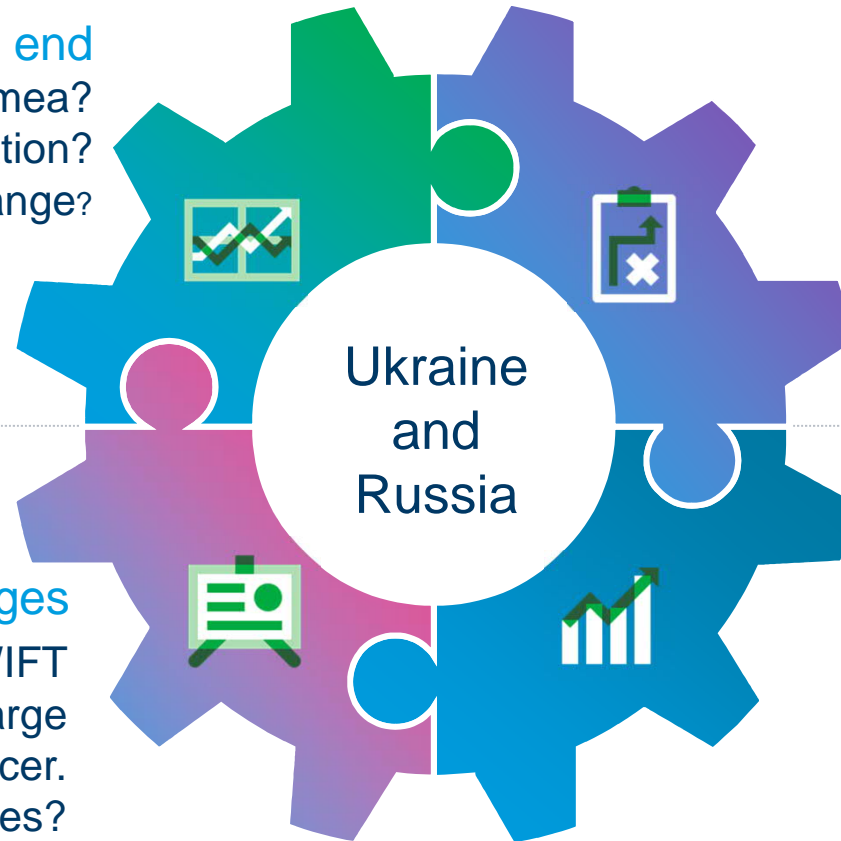 end
mea?
tion?
ange?
Ukraine
and
Russia
ges
/IFT
arge
cer.
es?